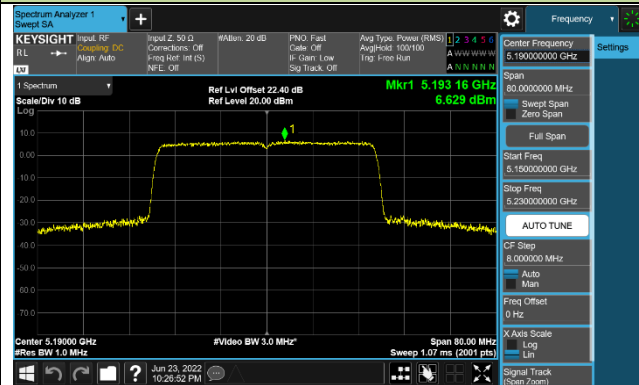 Spectrum Analyzer 1
Swept SA
Frequency
KEYSIGHT
Input: RF
Input Z: 50 Ω
#Atten: 20 dB
PNO: Fast
Avg Type: Power (RMS)
1 2 3 4 5 6
RL
Coupling: DC
Corrections: Off
Gate: Off
Avg|Hold: 100/100
A W W W W W
Align: Auto
Freq Ref: Int (S)
IF Gain: Low
Trig: Free Run
NFE: Off
Sig Track: Off
A N N N N N
LXI
1 Spectrum
Ref Lvl Offset 22.40 dB
Mkr1 5.193 16 GHz
Scale/Div 10 dB
Ref Level 20.00 dBm
6.629 dBm
Log
1
10.0
0.00
-10.0
-20.0
-30.0
-40.0
-50.0
-60.0
-70.0
Center 5.19000 GHz
#Video BW 3.0 MHz*
Span 80.00 MHz
#Res BW 1.0 MHz
Sweep 1.07 ms (2001 pts)
Jun 23, 2022
10:26:52 PM
?
Center Frequency
5.190000000 GHz
Settings
Span
80.0000000 MHz
Swept Span
Zero Span
Full Span
Start Freq
5.150000000 GHz
Stop Freq
5.230000000 GHz
AUTO TUNE
CF Step
8.000000 MHz
Auto
Man
Freq Offset
0 Hz
X Axis Scale
Log
Lin
Signal Track
(Span Zoom)